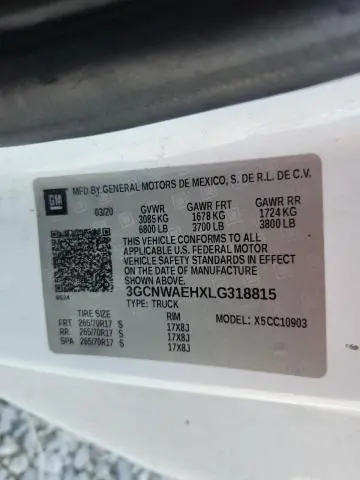 GM
MFD BY GENERAL MOTORS DE MEXICO, S. DE R.L. DE C.V.
03/20 GVWR GAWR FRT GAWR RR
3085 KG 1678 KG 1724 KG
6800 LB 3700 LB 3800 LB
THIS VEHICLE CONFORMS TO ALL
APPLICABLE U.S. FEDERAL MOTOR
VEHICLE SAFETY STANDARDS IN
EFFECT ON THE DATE OF
MANUFACTURE SHOWN ABOVE.
3GCNWAEHXLG318815
TYPE: TRUCK
TIRE SIZE RIM MODEL: X5CC10903
FRT 265/70R17 S 17X8J
RR 265/70R17 S 17X8J
SPA 265/70R17 S 17X8J